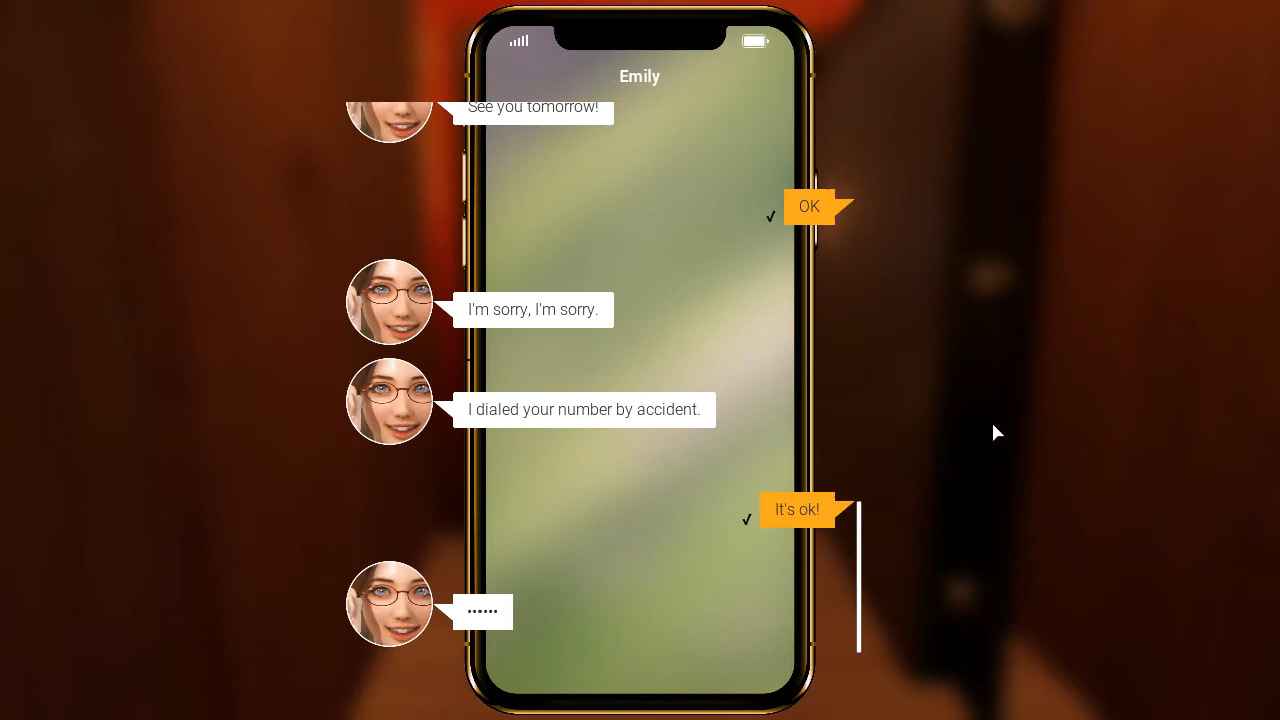 Emily
See you tomorrow!
OK
I'm sorry, I'm sorry.
I dialed your number by accident.
It's ok!
••••••